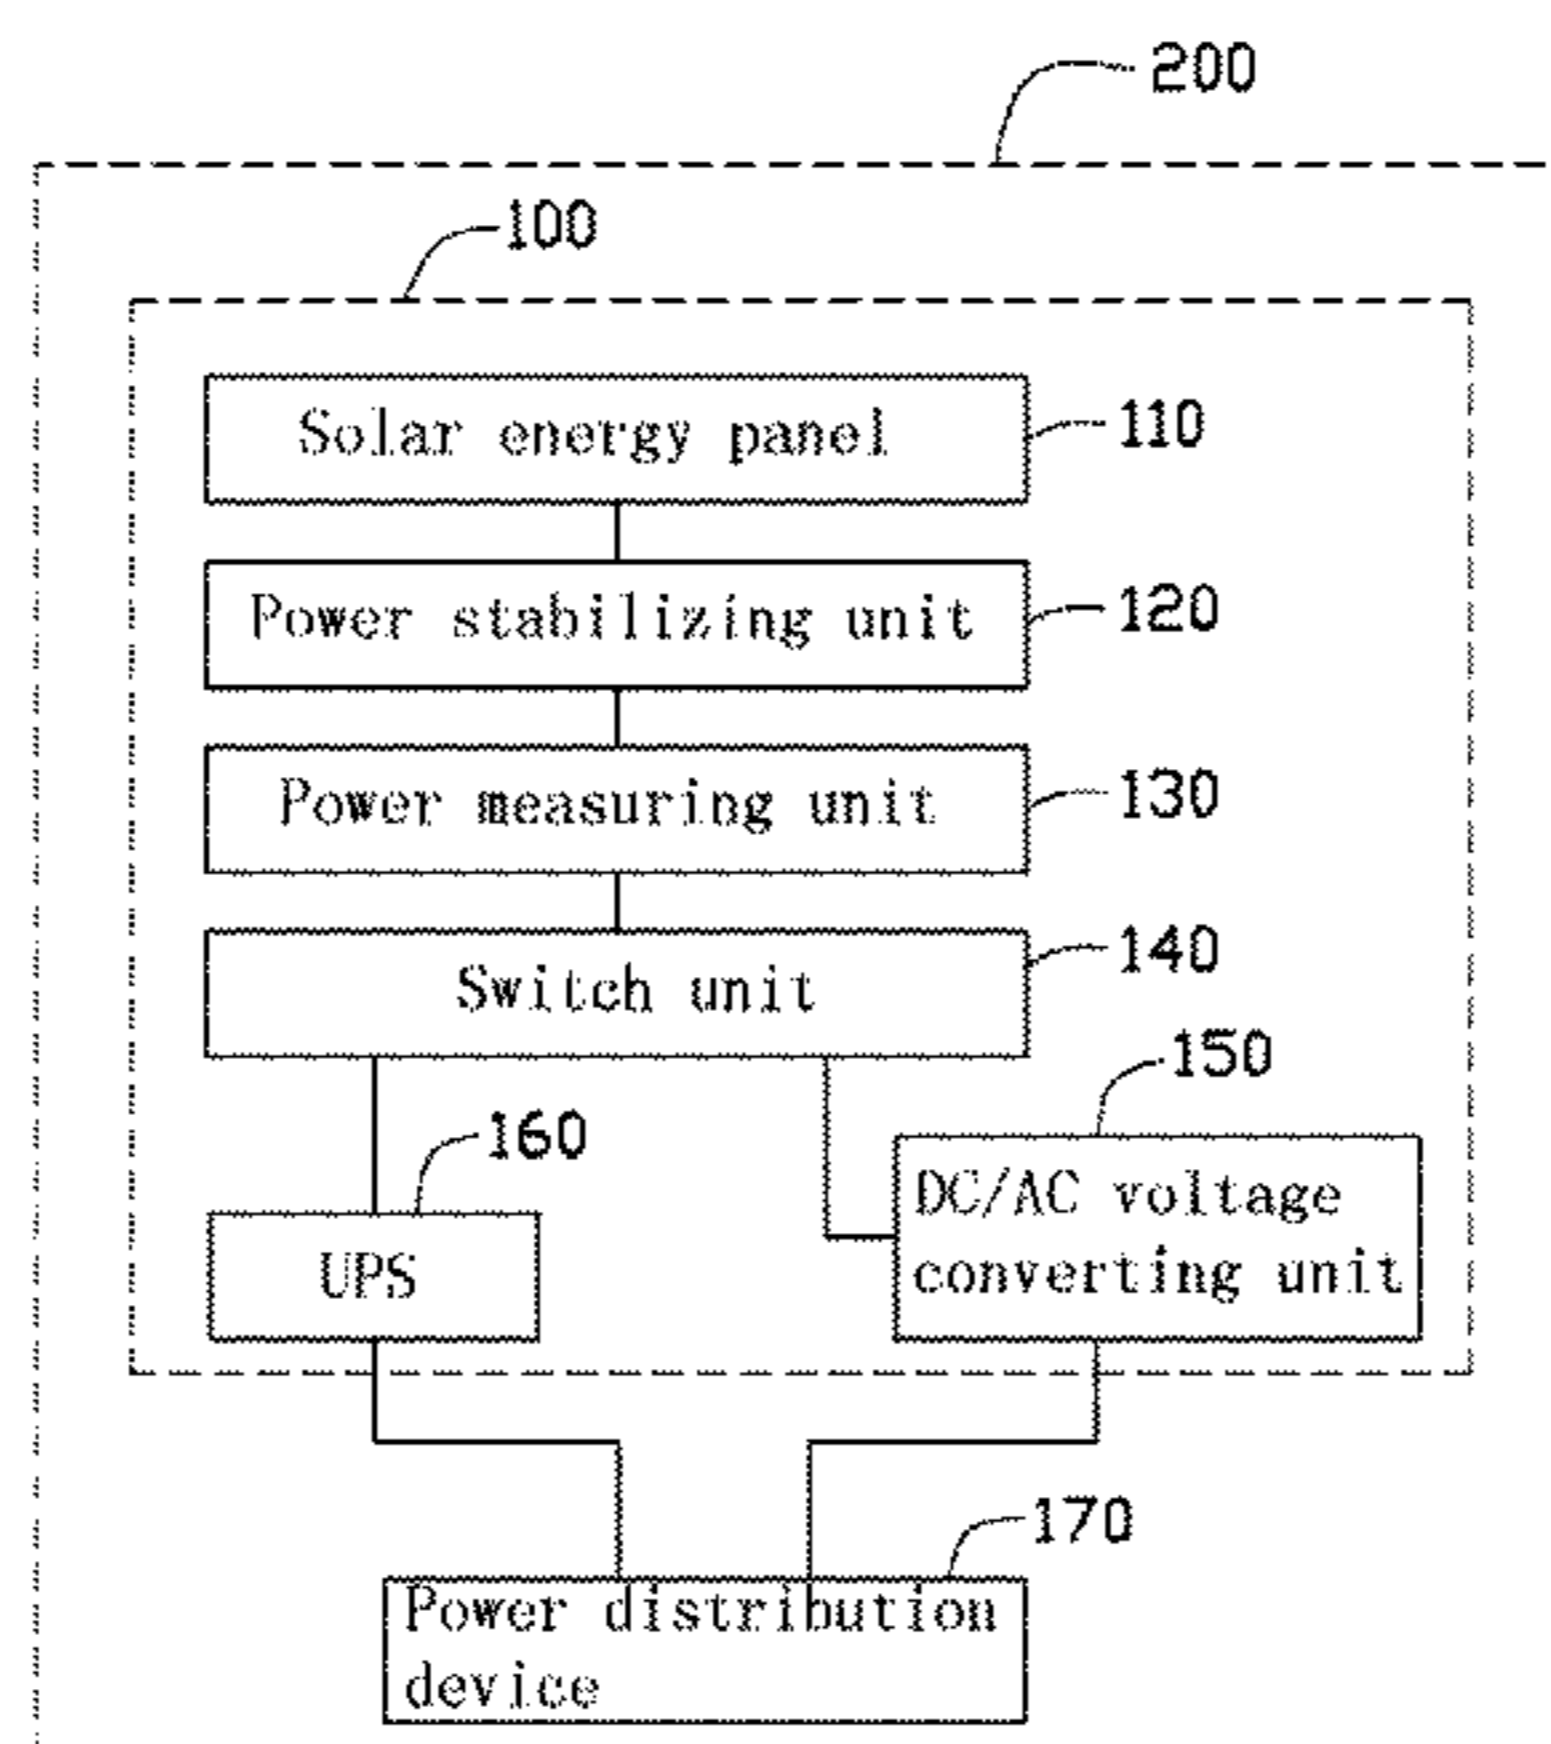 200
100
Solar energy panel
110
Power stabilizing unit
120
Power measuring unit
130
Switch unit
140
150
160
DC/AC voltage
converting unit
UPS
170
Power distribution
device